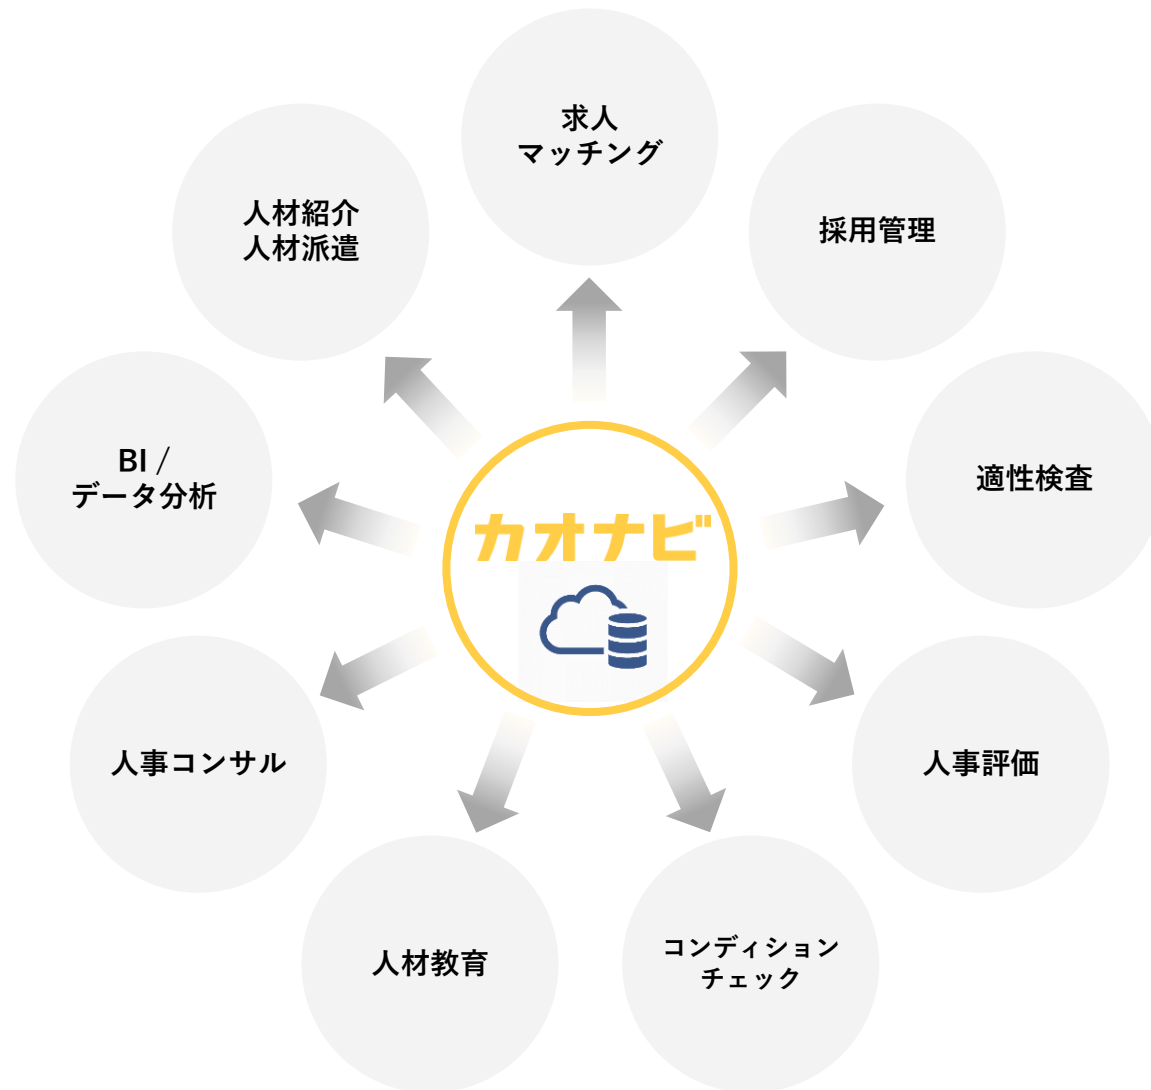 求人
マッチング
採用管理
適性検査
人事評価
コンディション
チェック
人材教育
人事コンサル
BI /
データ分析
人材紹介
人材派遣
カオナビ